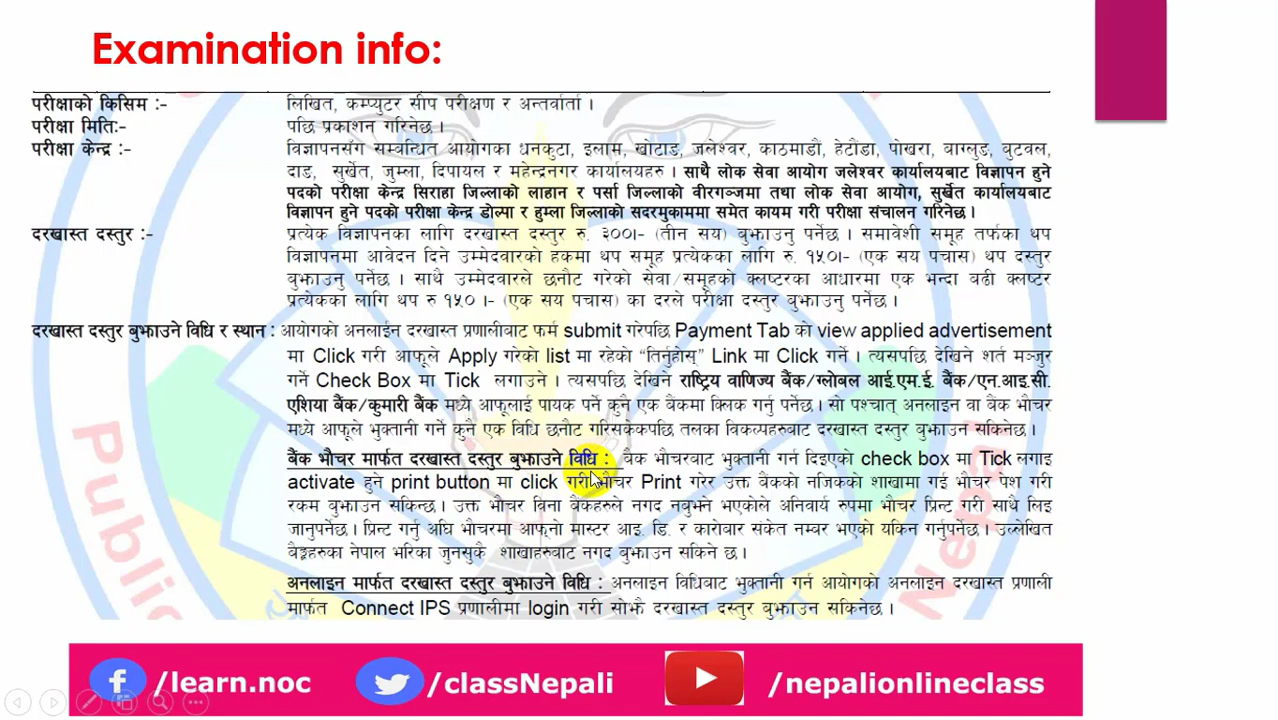 Examination info:
परीक्षाको किसिम :- लिखित, कम्प्युटर सीप परीक्षण र अन्तर्वार्ता ।
परीक्षा मिति:- पछि प्रकाशन गरिनेछ ।
परीक्षा केन्द्र :- विज्ञापनसँग सम्बन्धित आयोगका धनकुटा, इलाम, खोटाङ, जलेश्वर, काठमाडौं, हेटौंडा, पोखरा, बाग्लुङ, बुटवल,
दाङ, सुर्खेत, जुम्ला, दिपायल र महेन्द्रनगर कार्यालयहरु । साथै लोक सेवा आयोग जलेश्वर कार्यालयबाट विज्ञापन हुने
पदको परीक्षा केन्द्र सिराहा जिल्लाको लाहान र पर्सा जिल्लाको वीरगञ्जमा तथा लोक सेवा आयोग, सुर्खेत कार्यालयबाट
विज्ञापन हुने पदको परीक्षा केन्द्र डोल्पा र हुम्ला जिल्लाको सदरमुकाममा समेत कायम गरी परीक्षा संचालन गरिनेछ ।
दरखास्त दस्तुर :- प्रत्येक विज्ञापनका लागि दरखास्त दस्तुर रु. ३००।- (तीन सय) बुझाउनु पर्नेछ । समावेशी समूह तर्फका थप
विज्ञापनमा आवेदन दिने उम्मेदवारको हकमा थप समूह प्रत्येकका लागि रु. १५०।- (एक सय पचास) थप दस्तुर
बुझाउनु पर्नेछ । साथै उम्मेदवारले छनौट गरेको सेवा/समूहको क्लष्टरका आधारमा एक भन्दा बढी क्लष्टर
प्रत्येकका लागि थप रु १५० ।- (एक सय पचास) का दरले परीक्षा दस्तुर बुझाउनु पर्नेछ ।
दरखास्त दस्तुर बुझाउने विधि र स्थान : आयोगको अनलाईन दरखास्त प्रणालीबाट फर्म submit गरेपछि Payment Tab को view applied advertisement
मा Click गरी आफूले Apply गरेको list मा रहेको “तिर्नुहोस्” Link मा Click गर्ने । त्यसपछि देखिने शर्त मञ्जुर
गर्ने Check Box मा Tick लगाउने । त्यसपछि देखिने राष्ट्रिय वाणिज्य बैंक/ग्लोबल आई.एम.ई. बैंक/एन.आइ.सी.
एशिया बैंक/कुमारी बैंक मध्ये आफूलाई पायक पर्ने कुनै एक बैंकमा क्लिक गर्नु पर्नेछ । सो पश्चात् अनलाइन वा बैंक भौचर
मध्ये आफूले भुक्तानी गर्ने कुनै एक विधि छनौट गरिसकेकपछि तलका विकल्पहरुबाट दरखास्त दस्तुर बुझाउन सकिनेछ ।
बैंक भौचर मार्फत दरखास्त दस्तुर बुझाउने विधि : बैंक भौचरबाट भुक्तानी गर्न दिइएको check box मा Tick लगाइ
activate हुने print button मा click गरी भौचर Print गरेर उक्त बैंकको नजिकको शाखामा गई भौचर पेश गरी
रकम बुझाउन सकिन्छ । उक्त भौचर विना बैंकहरुले नगद नबुझ्ने भएकोले अनिवार्य रुपमा भौचर प्रिन्ट गरी साथै लिइ
जानुपर्नेछ । प्रिन्ट गर्नु अघि भौचरमा आफूनो मास्टर आइ. डि. र कारोवार संकेत नम्बर भएको यकिन गर्नुपर्नेछ । उल्लेखित
बैङ्कहरुका नेपाल भरिका जुनसुकै शाखाहरुबाट नगद बुझाउन सकिने छ ।
अनलाइन मार्फत दरखास्त दस्तुर बुझाउने विधि : अनलाइन विधिबाट भुक्तानी गर्न आयोगको अनलाइन दरखास्त प्रणाली
मार्फत Connect IPS प्रणालीमा login गरी सोझै दरखास्त दस्तुर बुझाउन सकिनेछ ।
Public
Nepal
/learn.noc /classNepali /nepalionlineclass